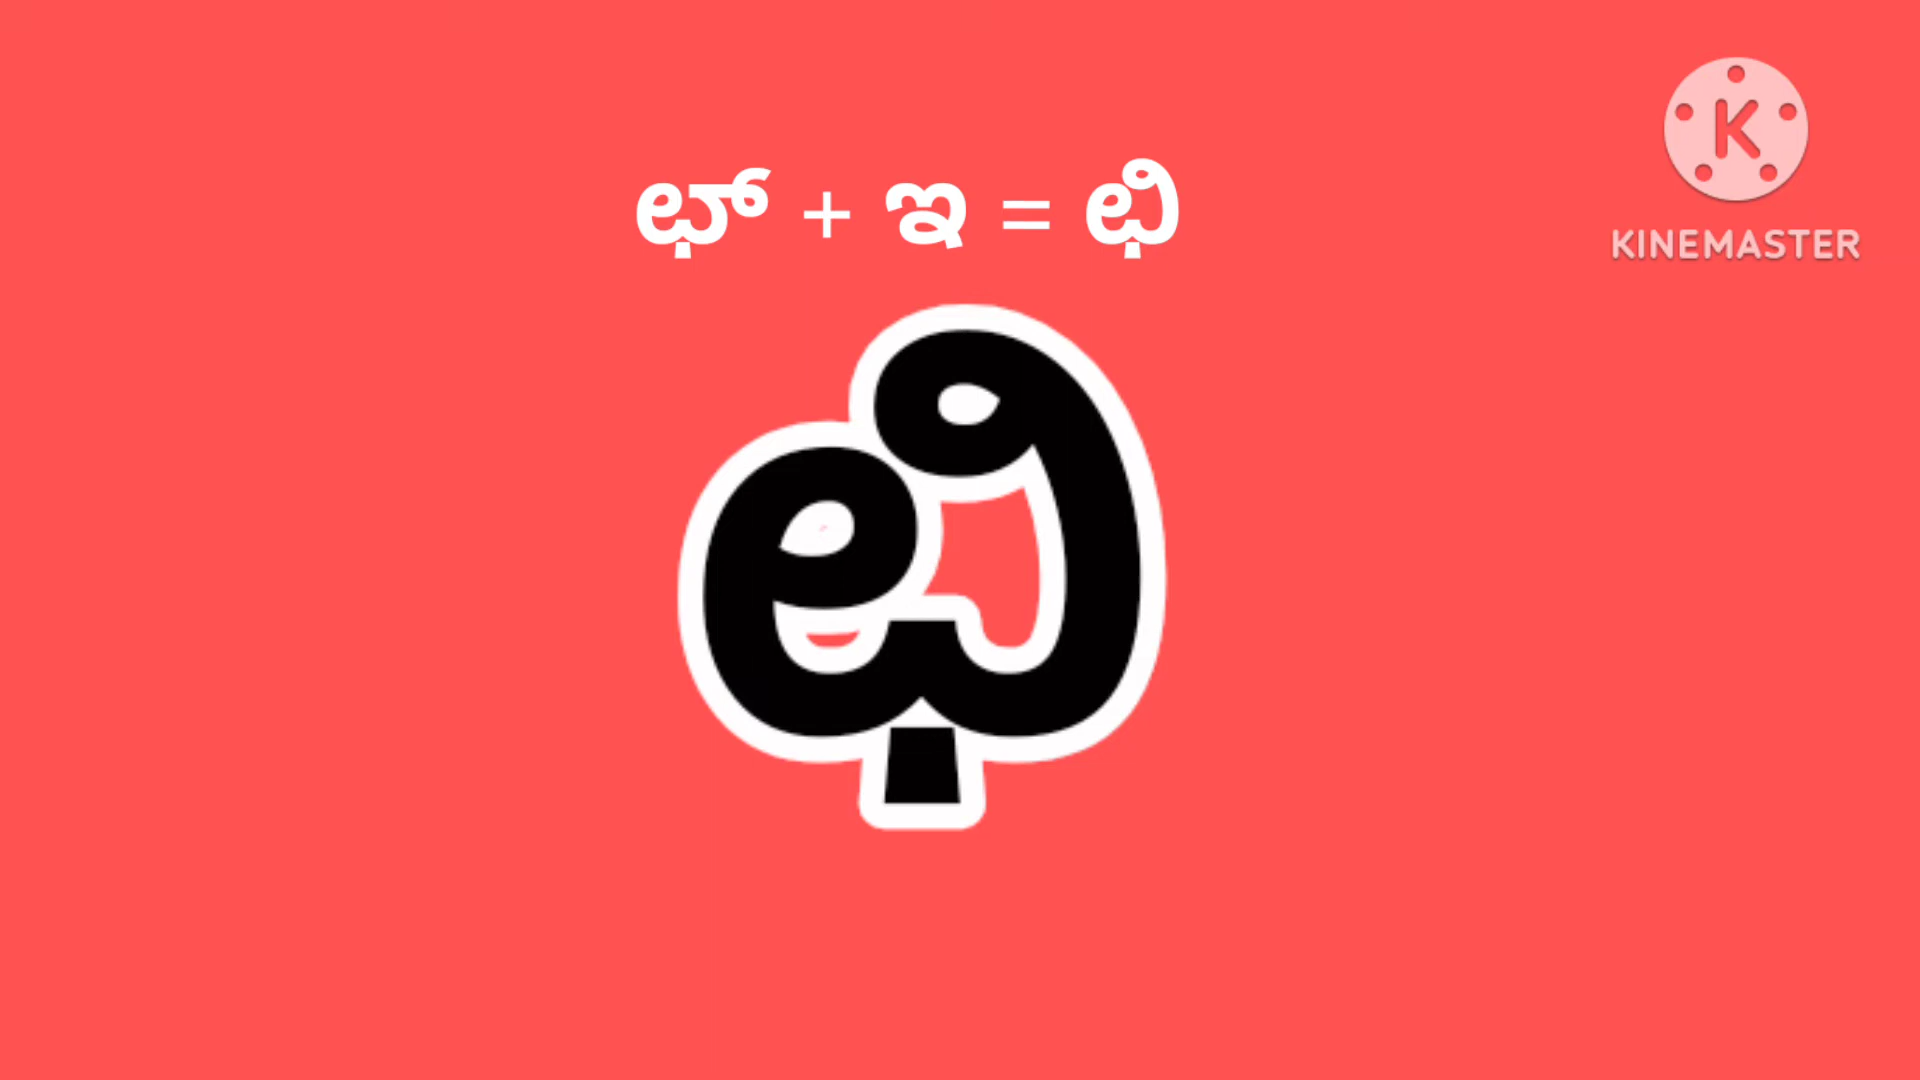 ಛ್ + ಇ = ಛಿ
ಛಿ
K
KINEMASTER